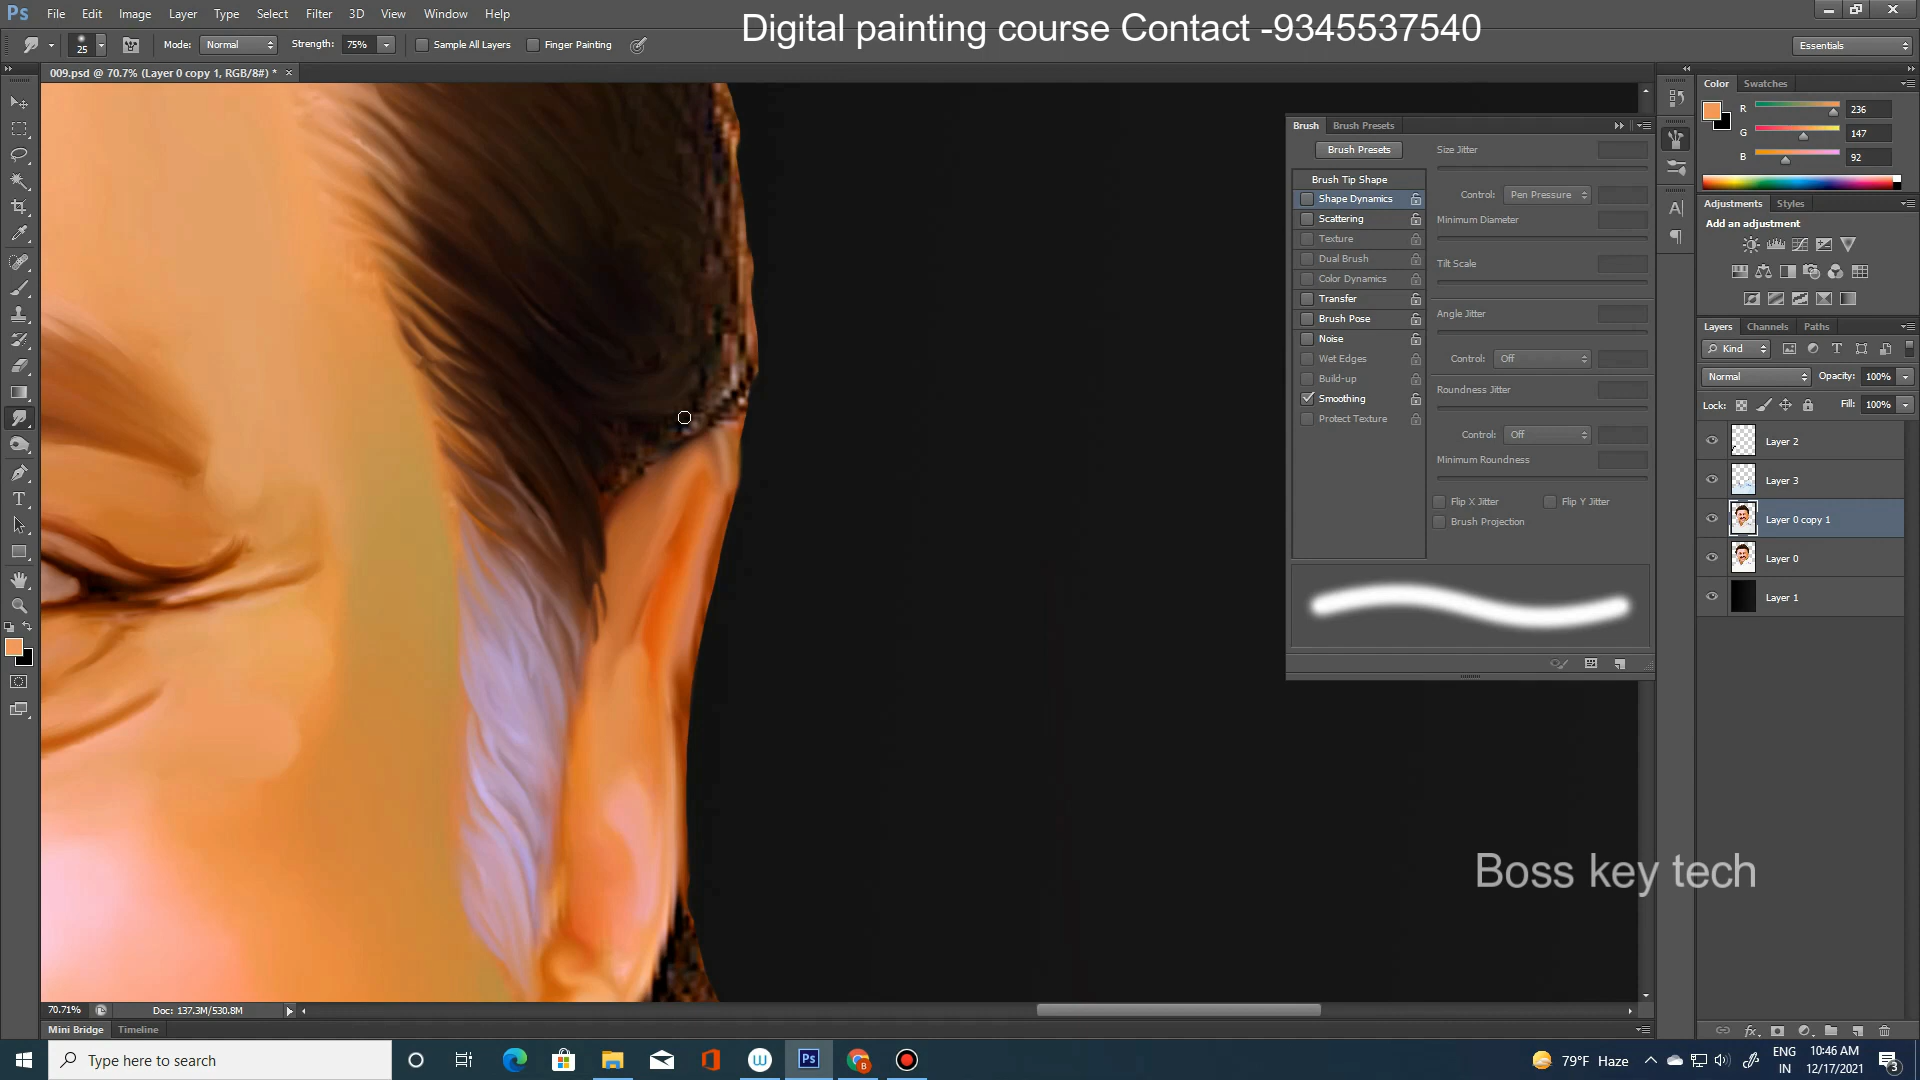 Ps File Edit Image Layer Type Select Filter 3D View Window Help
Digital painting course Contact -9345537540
25 Mode: Normal Strength: 75% Sample All Layers Finger Painting Essentials
009.psd @ 70.7% (Layer 0 copy 1, RGB/8#) * ×
Color Swatches
R 236
G 147
B 92
Adjustments Styles
Add an adjustment
Layers Channels Paths
Kind
Normal Opacity: 100%
Lock: Fill: 100%
Layer 2
Layer 3
Layer 0 copy 1
Layer 0
Layer 1
Brush Brush Presets
Brush Presets
Brush Tip Shape
Shape Dynamics
Scattering
Texture
Dual Brush
Color Dynamics
Transfer
Brush Pose
Noise
Wet Edges
Build-up
Smoothing
Protect Texture
Size Jitter
Control: Pen Pressure
Minimum Diameter
Tilt Scale
Angle Jitter
Control: Off
Roundness Jitter
Control: Off
Minimum Roundness
Flip X Jitter Flip Y Jitter
Brush Projection
Boss key tech
70.71% Doc: 137.3M/530.8M
Mini Bridge Timeline
Type here to search
79°F Haze
ENG
IN
10:46 AM
12/17/2021
3